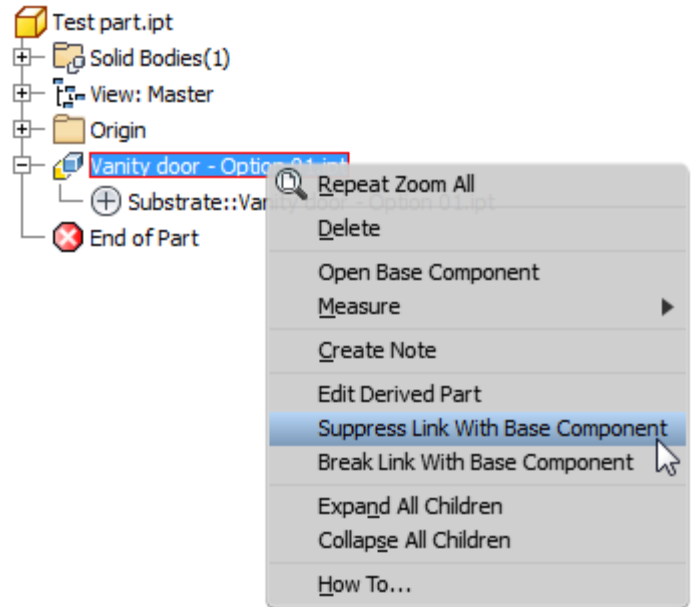 Test part.ipt
Solid Bodies(1)
View: Master
Origin
Vanity door - Option 01.ipt
Substrate::Vanity door - Option 01.ipt
End of Part
Repeat Zoom All
Delete
Open Base Component
Measure
Create Note
Edit Derived Part
Suppress Link With Base Component
Break Link With Base Component
Expand All Children
Collapse All Children
How To...